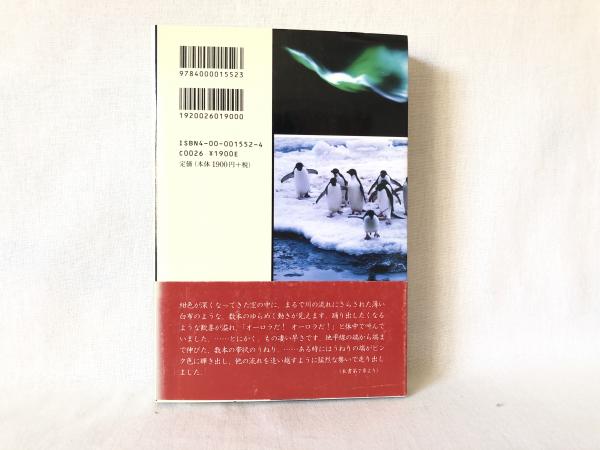 9784000015523
1920026019000
ISBN4-00-001552-4
C0026 ¥1900E
定価(本体1900円+税)
紺色が深くなってきた空の中に、まるで川の流れにさらされた薄い
白布のような、数本のゆらめく動きが見えます。踊り出したくなる
ような歓喜が溢れ、「オーロラだ! オーロラだ!」と体中で叫んで
いました。……とにかく、もの凄い早さです。地平線の端から端ま
で伸びた、数本の帯状のうねり。……ある時にはうねりの端がピン
ク色に輝き出し、他の流れを追い越すように猛烈な勢いで走り出し
ました。
(本書第7章より)